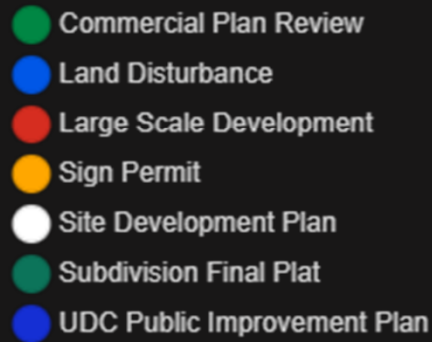 Commercial Plan Review
Land Disturbance
Large Scale Development
Sign Permit
Site Development Plan
Subdivision Final Plat
UDC Public Improvement Plan